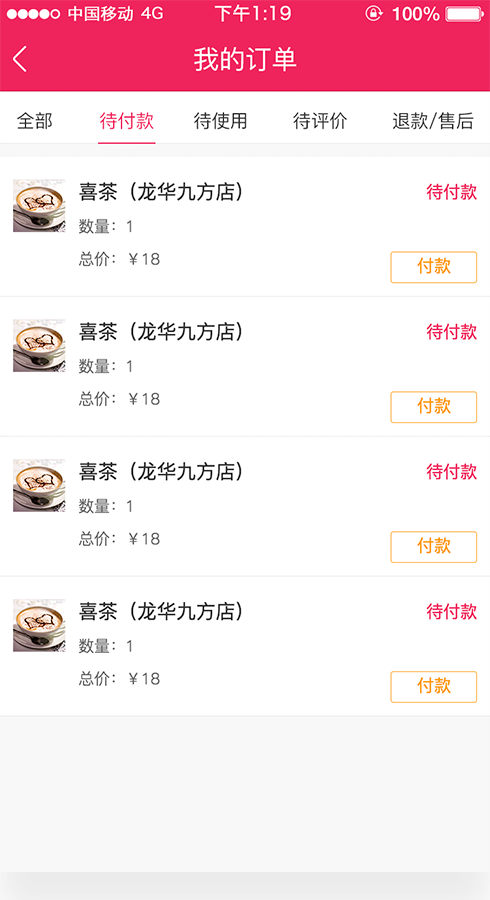 中国移动 4G 下午1:19 100%
我的订单
全部 待付款 待使用 待评价 退款/售后
喜茶（龙华九方店） 待付款
数量：1
总价：￥18
付款
喜茶（龙华九方店） 待付款
数量：1
总价：￥18
付款
喜茶（龙华九方店） 待付款
数量：1
总价：￥18
付款
喜茶（龙华九方店） 待付款
数量：1
总价：￥18
付款